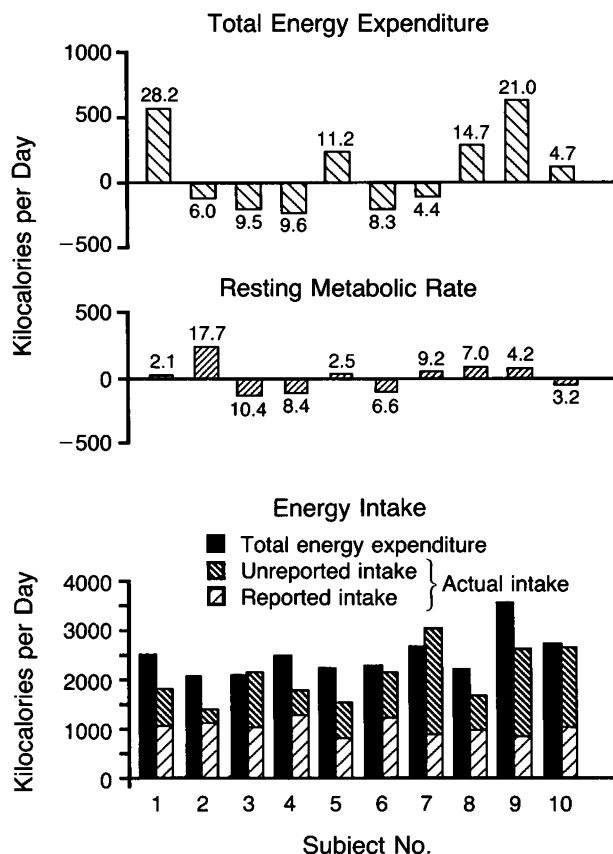 Total Energy Expenditure
Kilocalories per Day
1000
500
0
−500
28.2
6.0
9.5
9.6
11.2
8.3
4.4
14.7
21.0
4.7
Resting Metabolic Rate
500
0
−500
2.1
17.7
10.4
8.4
2.5
6.6
9.2
7.0
4.2
3.2
Energy Intake
Total energy expenditure
Unreported intake
Reported intake
Actual intake
Kilocalories per Day
4000
3000
2000
1000
0
1 2 3 4 5 6 7 8 9 10
Subject No.